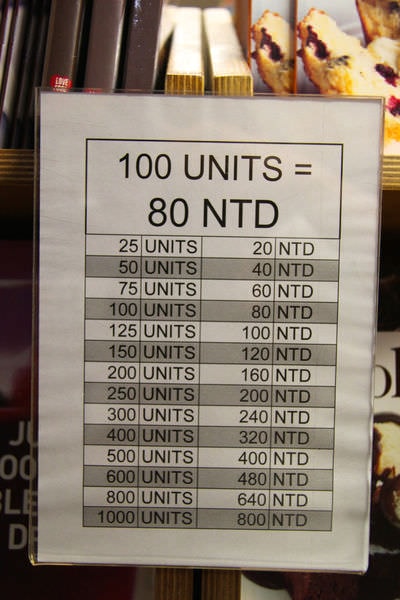 LOVE
100 UNITS =
80 NTD
25 UNITS 20 NTD
50 UNITS 40 NTD
75 UNITS 60 NTD
100 UNITS 80 NTD
125 UNITS 100 NTD
150 UNITS 120 NTD
200 UNITS 160 NTD
250 UNITS 200 NTD
300 UNITS 240 NTD
400 UNITS 320 NTD
500 UNITS 400 NTD
600 UNITS 480 NTD
800 UNITS 640 NTD
1000 UNITS 800 NTD